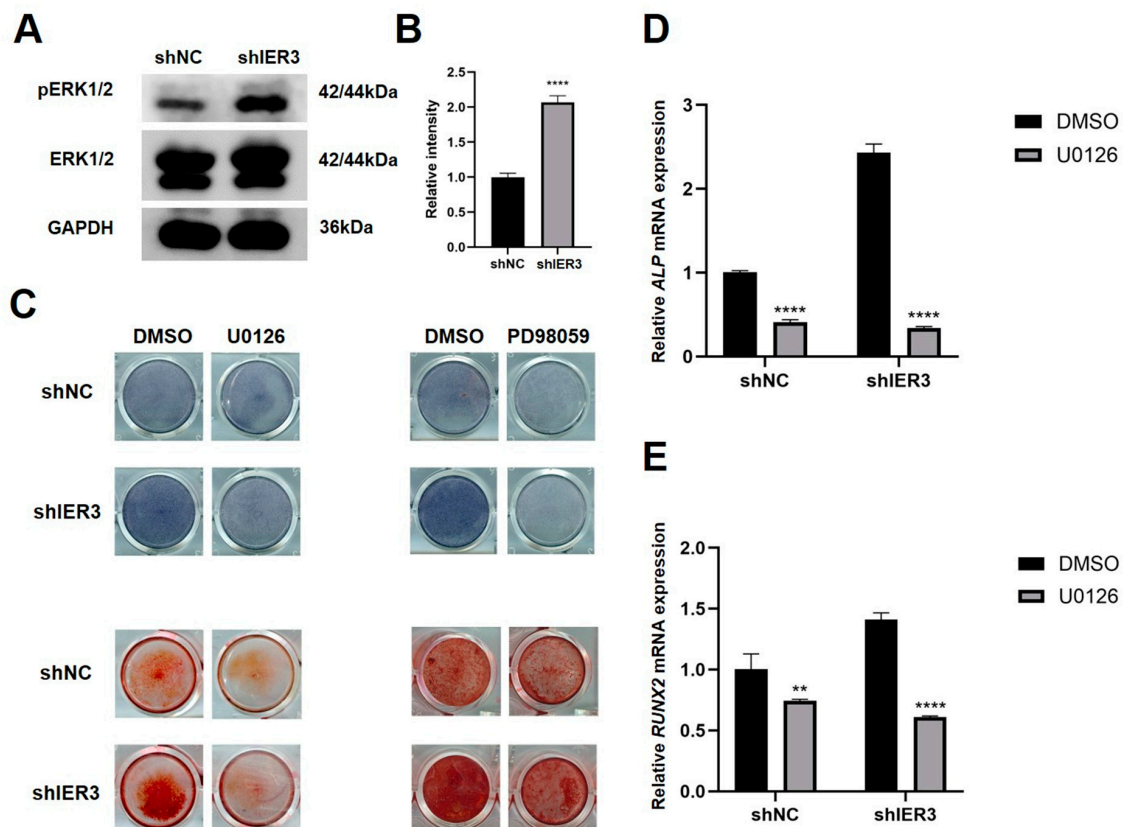 A
shNC shIER3
pERK1/2 42/44kDa
ERK1/2 42/44kDa
GAPDH 36kDa
B
Relative intensity
2.5
2.0
1.5
1.0
0.5
0.0
****
shNC shIER3
C
DMSO U0126 DMSO PD98059
shNC
shIER3
shNC
shIER3
D
Relative ALP mRNA expression
3
2
1
0
**** ****
shNC shIER3
DMSO
U0126
E
Relative RUNX2 mRNA expression
2.0
1.5
1.0
0.5
0.0
** ****
shNC shIER3
DMSO
U0126